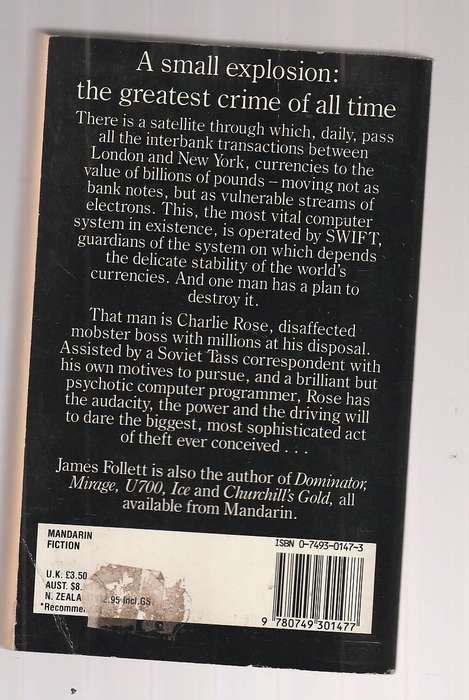 A small explosion:
the greatest crime of all time
There is a satellite through which, daily, pass
all the interbank transactions between
London and New York, currencies to the
value of billions of pounds – moving not as
bank notes, but as vulnerable streams of
electrons. This, the most vital computer
system in existence, is operated by SWIFT,
guardians of the system on which depends
the delicate stability of the world's
currencies. And one man has a plan to
destroy it.
That man is Charlie Rose, disaffected
mobster boss with millions at his disposal.
Assisted by a Soviet Tass correspondent with
his own motives to pursue, and a brilliant but
psychotic computer programmer, Rose has
the audacity, the power and the driving will
to dare the biggest, most sophisticated act
of theft ever conceived . . .
James Follett is also the author of Dominator,
Mirage, U700, Ice and Churchill's Gold, all
available from Mandarin.
MANDARIN
FICTION
ISBN 0-7493-0147-3
U.K. £3.50
AUST. $8.
N. ZEALA 2.95 Incl.GS
*Recomme
9 780749 301477